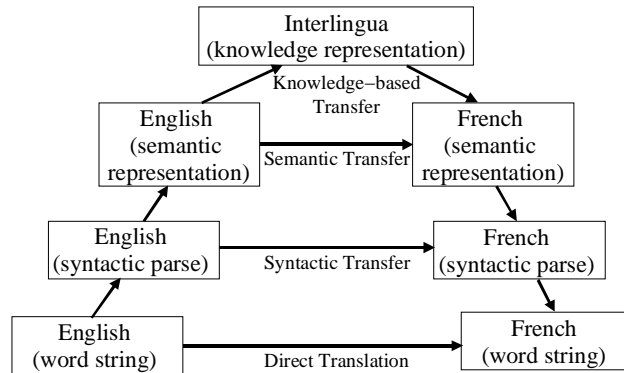 Interlingua
(knowledge representation)
Knowledge−based
Transfer
English
(semantic
representation)
Semantic Transfer
French
(semantic
representation)
English
(syntactic parse)
Syntactic Transfer
French
(syntactic parse)
English
(word string)
Direct Translation
French
(word string)